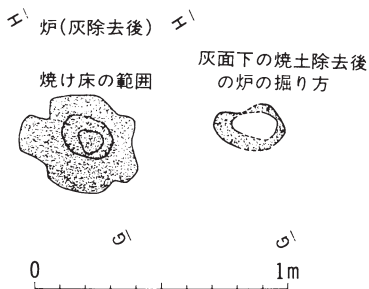 H H
炉(灰除去後)
焼け床の範囲
灰面下の焼土除去後
の炉の掘り方
G G
0 1m